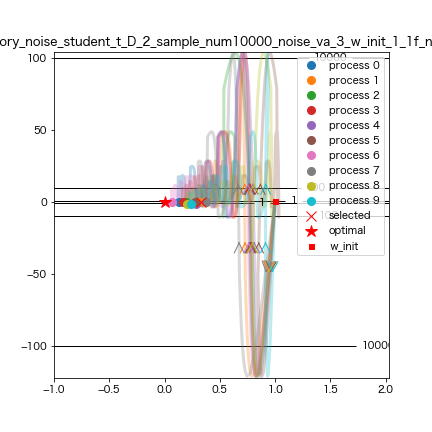 ory_noise_student_t_D_2_sample_num10000_noise_va_3_w_init_1_1f_n
100
50
0
−50
−100
−1.0
−0.5
0.0
0.5
1.0
1.5
2.0
process 0
process 1
process 2
process 3
process 4
process 5
process 6
process 7
process 8
process 9
selected
optimal
w_init
1
1
10000